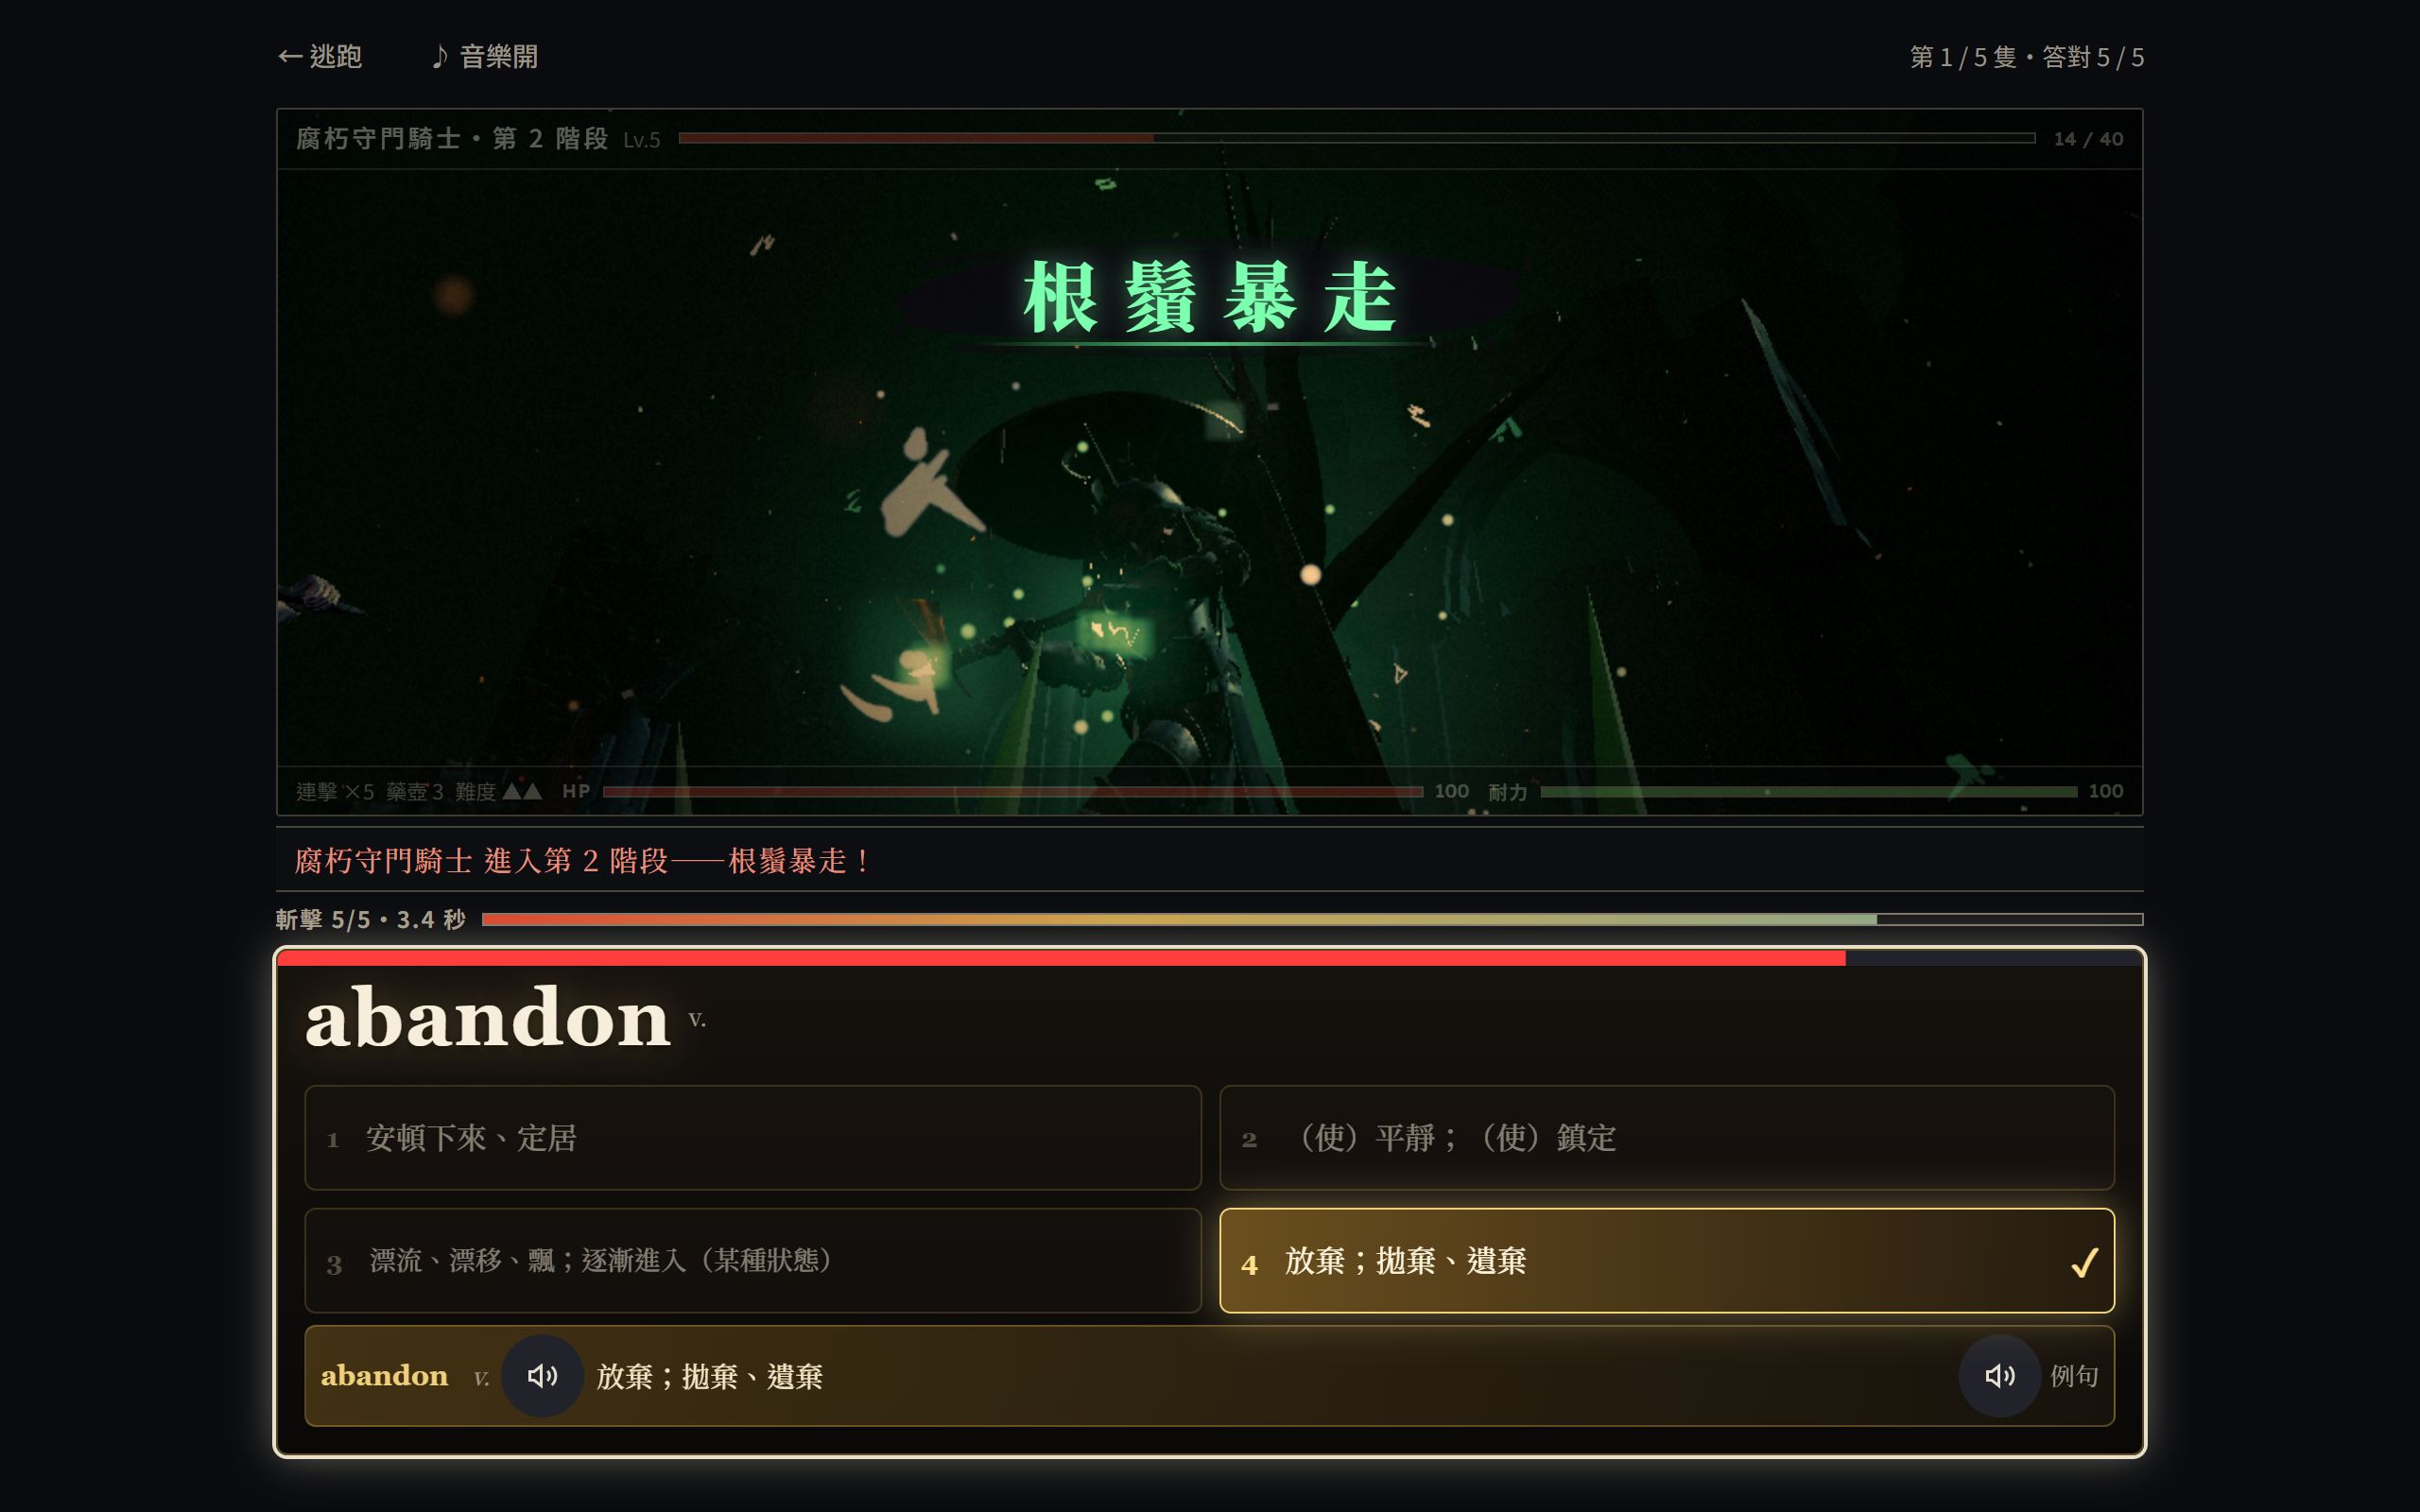 ← 逃跑 ♪ 音樂開 第 1 / 5 隻・答對 5 / 5
腐朽守門騎士・第 2 階段 Lv.5 14 / 40
根鬚暴走
連擊 ×5 藥壺 3 難度 ▲▲ HP 100 耐力 100
腐朽守門騎士 進入第 2 階段——根鬚暴走！
斬擊 5/5・3.4 秒
abandon v.
1 安頓下來、定居
2 （使）平靜；（使）鎮定
3 漂流、漂移、飄；逐漸進入（某種狀態）
4 放棄；拋棄、遺棄 ✓
abandon v. 放棄；拋棄、遺棄 例句